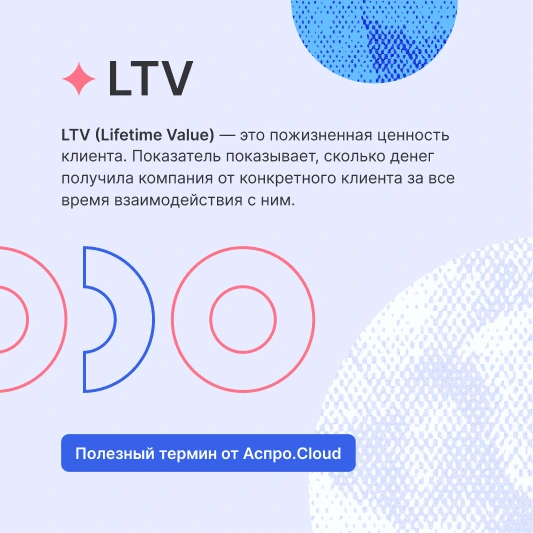 LTV
LTV (Lifetime Value) — это пожизненная ценность
клиента. Показатель показывает, сколько денег
получила компания от конкретного клиента за все
время взаимодействия с ним.
Полезный термин от Аспро.Cloud